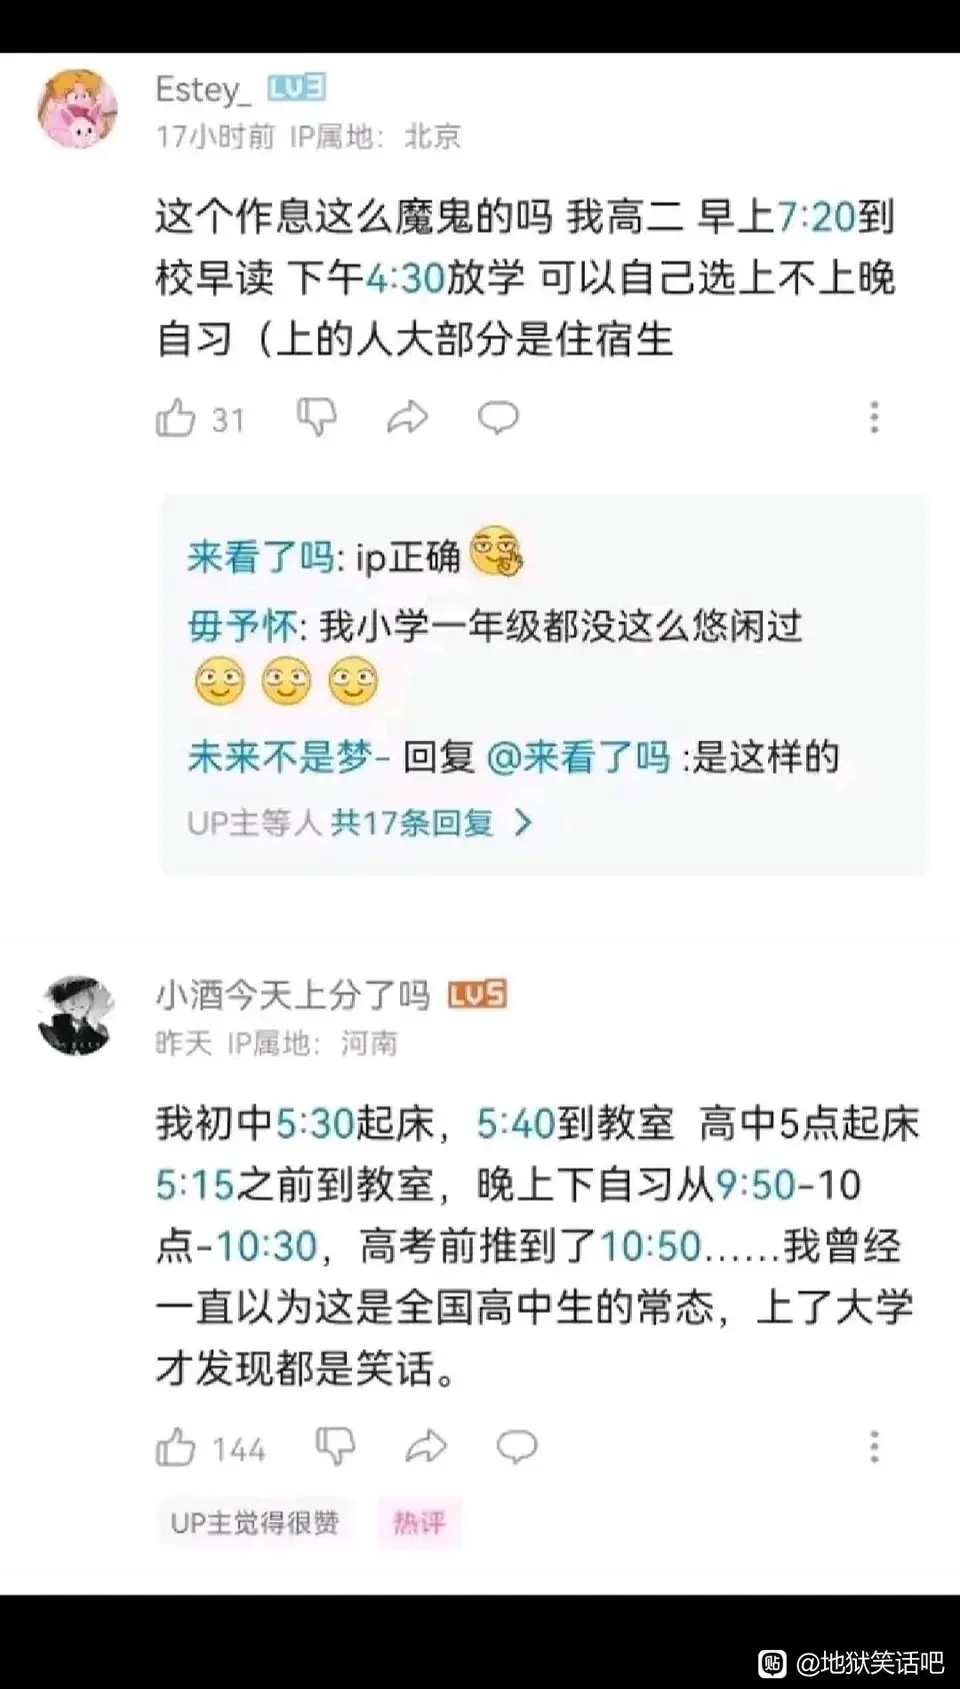 Estey_ LV3
17小时前 IP属地：北京
这个作息这么魔鬼的吗 我高二 早上7:20到
校早读 下午4:30放学 可以自己选上不上晚
自习（上的人大部分是住宿生
31
来看了吗: ip正确
毋予怀: 我小学一年级都没这么悠闲过
未来不是梦- 回复 @来看了吗 :是这样的
UP主等人 共17条回复 >
小酒今天上分了吗 LV5
昨天 IP属地：河南
我初中5:30起床，5:40到教室 高中5点起床
5:15之前到教室，晚上下自习从9:50-10
点-10:30，高考前推到了10:50……我曾经
一直以为这是全国高中生的常态，上了大学
才发现都是笑话。
144
UP主觉得很赞 热评
贴 @地狱笑话吧